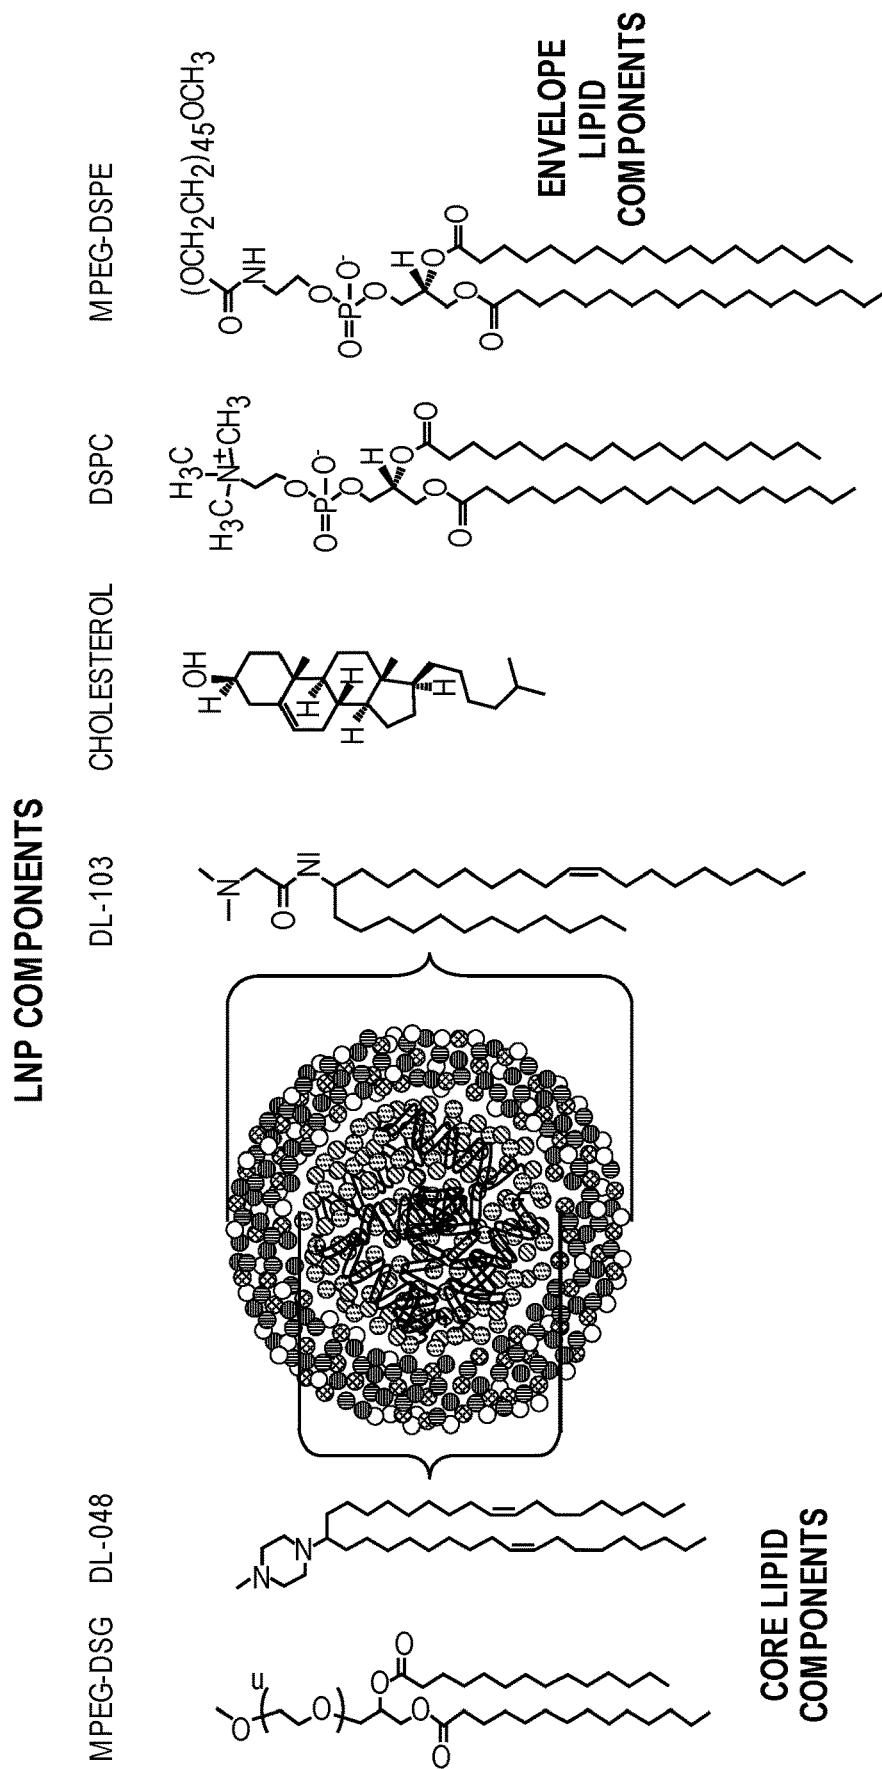 LNP COMPONENTS
MPEG-DSG
DL-048
DL-103
CHOLESTEROL
DSPC
MPEG-DSPE
O
u
O
O
O
O
O
N
N
N
O
NI
OH
H
H
H
H
H
H3C
H3C
N+
CH3
O
O=P–O-
O
H
O
O
O
O
(OCH2CH2)45OCH3
O
NH
O
O=P–O-
O
H
O
O
O
O
CORE LIPID
COMPONENTS
ENVELOPE
LIPID
COMPONENTS